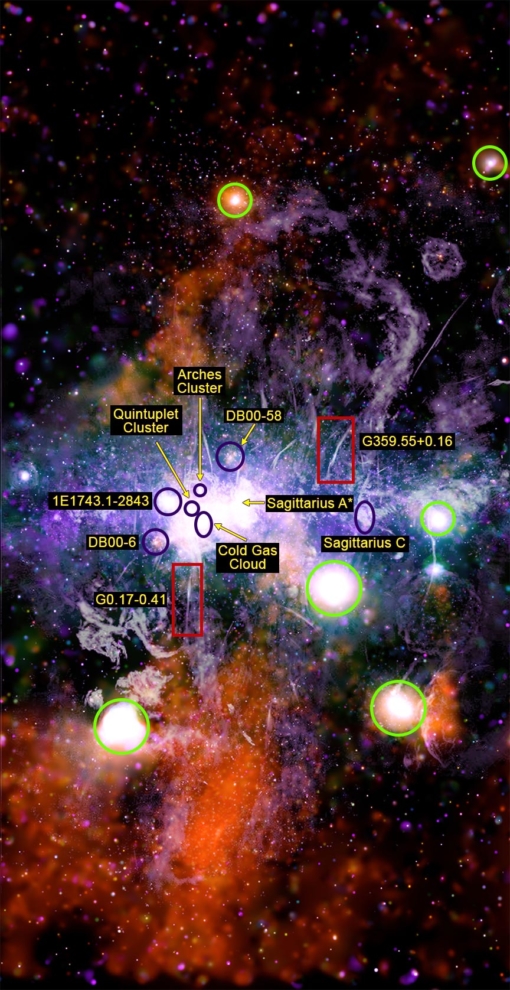 Arches
Cluster
Quintuplet
Cluster
DB00-58
G359.55+0.16
1E1743.1-2843
Sagittarius A*
DB00-6
Sagittarius C
Cold Gas
Cloud
G0.17-0.41